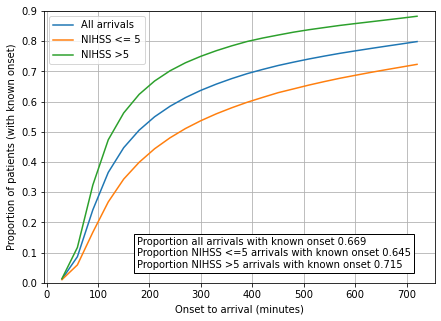 All arrivals
NIHSS <= 5
NIHSS >5
Proportion of patients (with known onset)
0.9
0.8
0.7
0.6
0.5
0.4
0.3
0.2
0.1
0.0
Proportion all arrivals with known onset 0.669
Proportion NIHSS <=5 arrivals with known onset 0.645
Proportion NIHSS >5 arrivals with known onset 0.715
0 100 200 300 400 500 600 700
Onset to arrival (minutes)